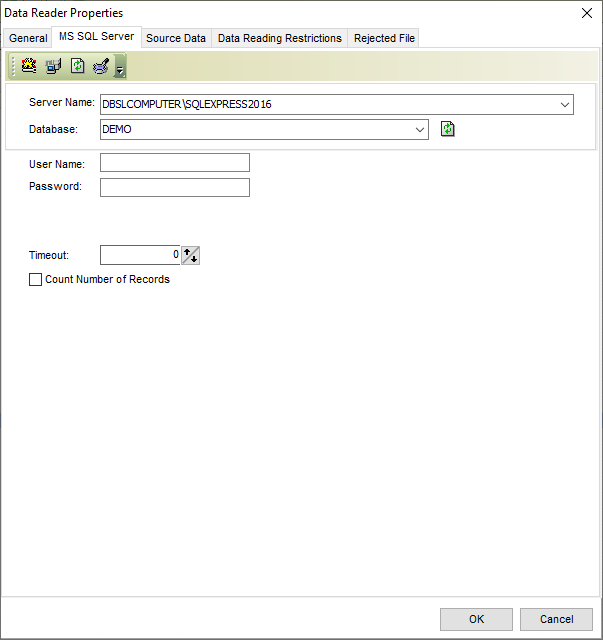 Data Reader Properties
General MS SQL Server Source Data Data Reading Restrictions Rejected File
Server Name: DBSLCOMPUTER\SQLEXPRESS2016
Database: DEMO
User Name:
Password:
Timeout: 0
Count Number of Records
OK Cancel